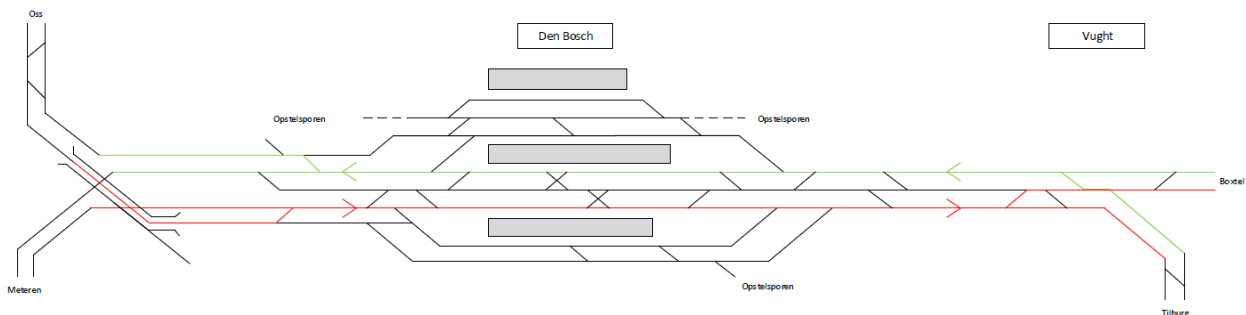 Oss
Den Bosch
Vught
Opstelsporen
Opstelsporen
Boxtel
Meteren
Opstelsporen
Tilburg